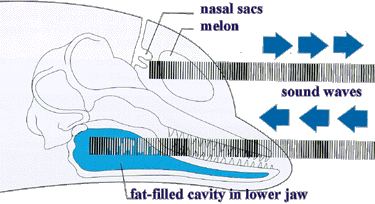 nasal sacs
melon
sound waves
fat-filled cavity in lower jaw